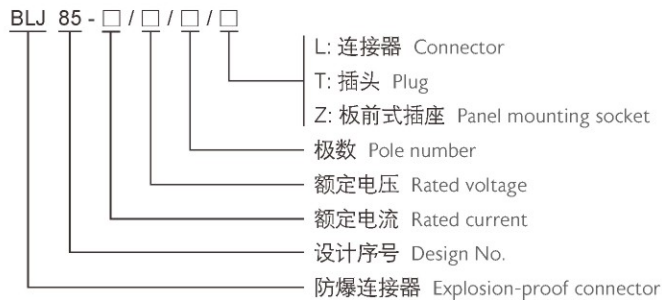 BLJ 85 - □ / □ / □ / □
L: 连接器 Connector
T: 插头 Plug
Z: 板前式插座 Panel mounting socket
极数 Pole number
额定电压 Rated voltage
额定电流 Rated current
设计序号 Design No.
防爆连接器 Explosion-proof connector